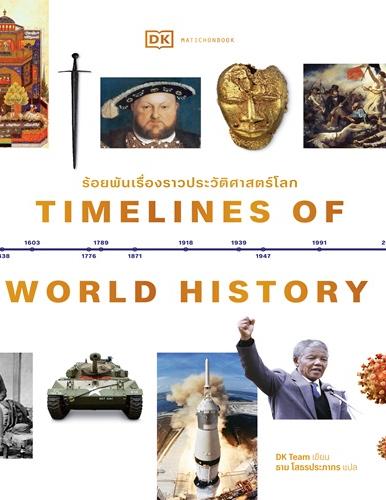 DK
MATICHONBOOK
ร้อยพันเรื่องราวประวัติศาสตร์โลก
TIMELINES OF
1603 1789 1918 1939 1991
1776 1871 1947
WORLD HISTORY
DK Team เขียน
ธาม โสธรประภากร แปล